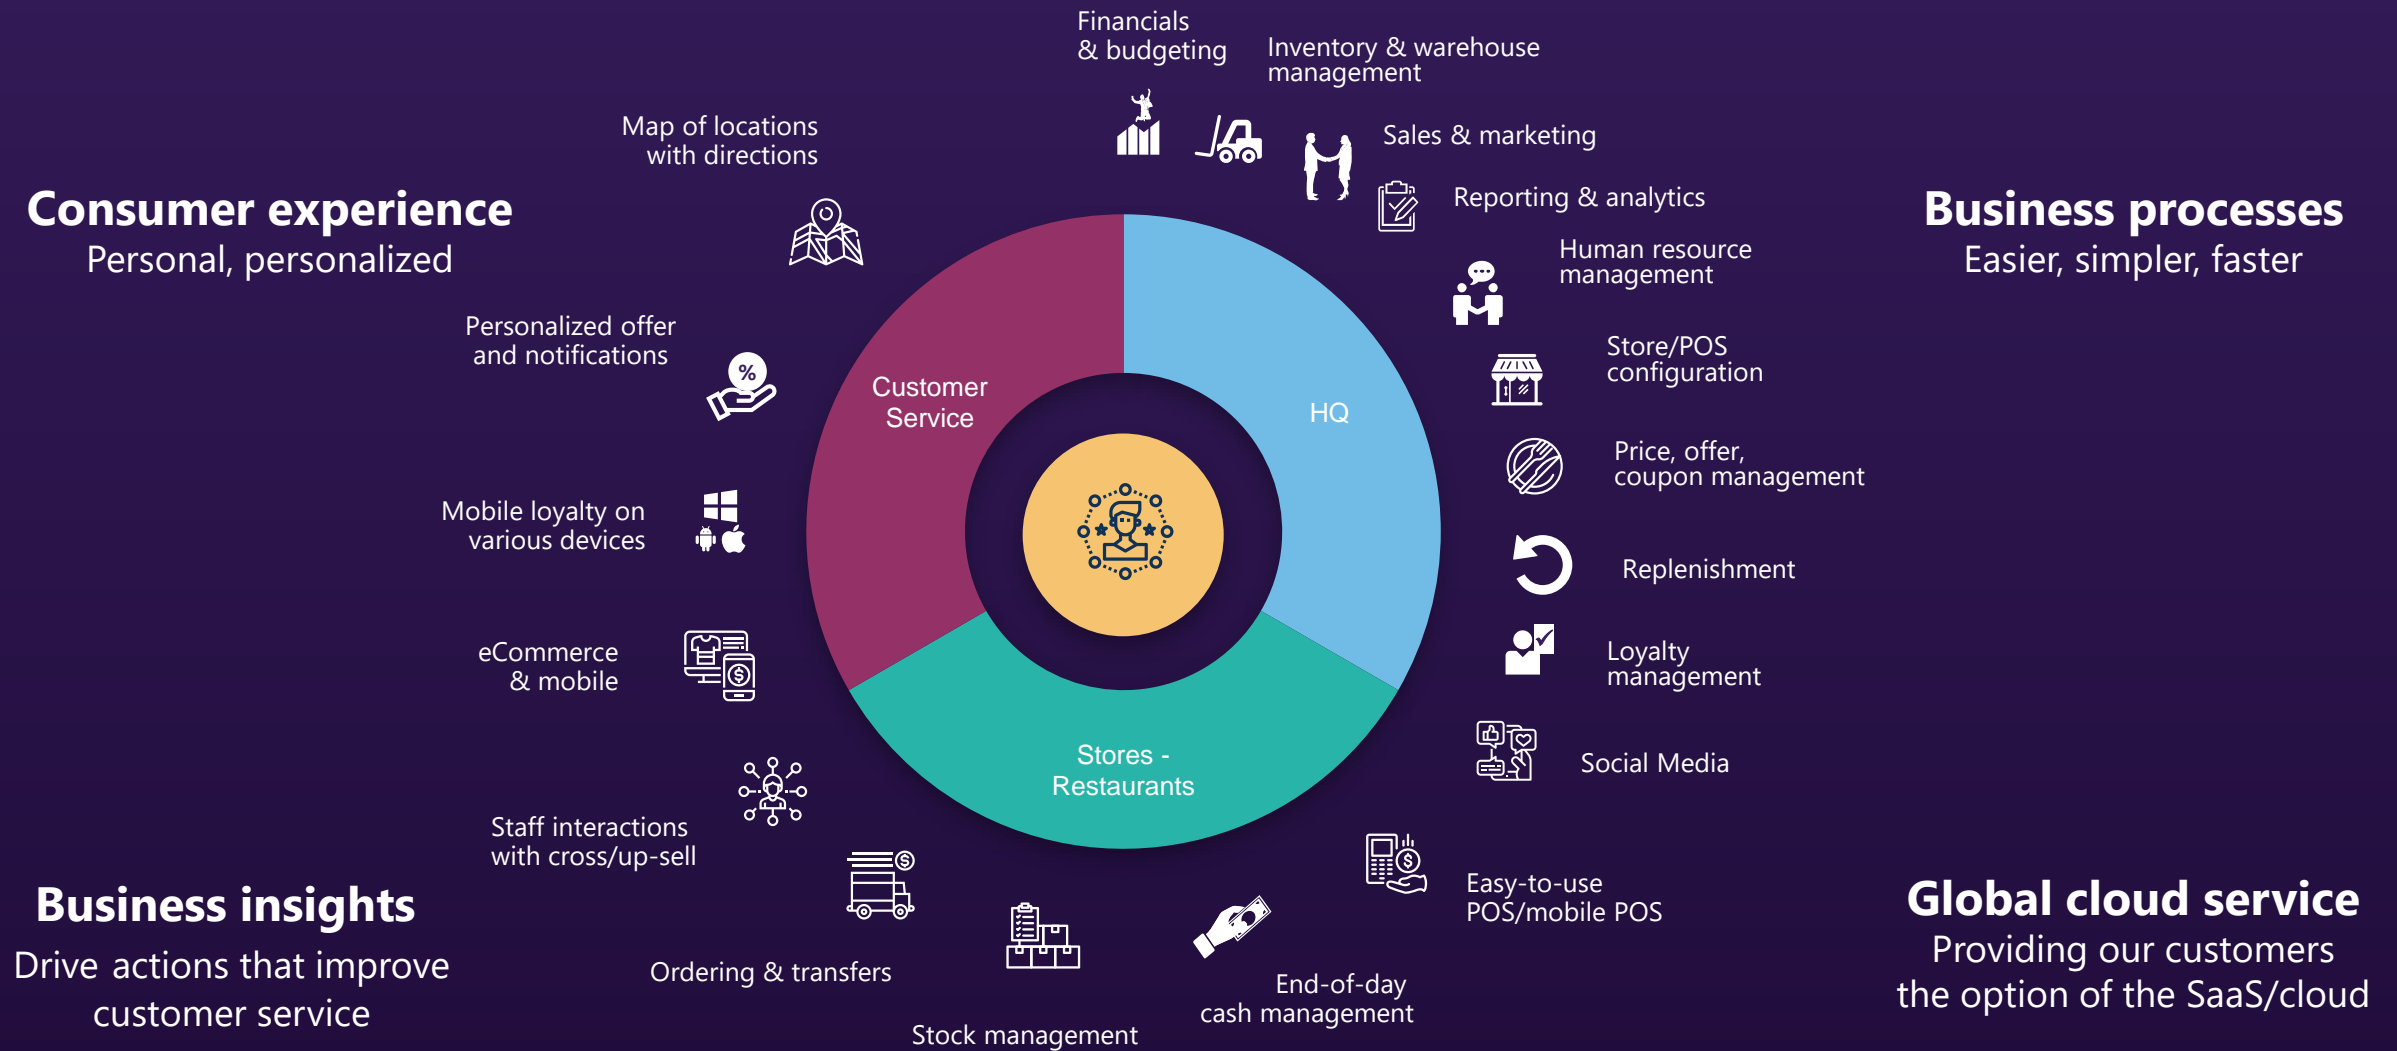 Financials
& budgeting
Inventory & warehouse
management
Map of locations
with directions
Sales & marketing
Reporting & analytics
Consumer experience
Personal, personalized
Business processes
Easier, simpler, faster
Human resource
management
Personalized offer
and notifications
Store/POS
configuration
%
Customer
Service
HQ
Price, offer,
coupon management
Mobile loyalty on
various devices
Replenishment
eCommerce
& mobile
Loyalty
management
Stores -
Restaurants
Social Media
Staff interactions
with cross/up-sell
Easy-to-use
POS/mobile POS
Business insights
Drive actions that improve
customer service
Global cloud service
Providing our customers
the option of the SaaS/cloud
Ordering & transfers
End-of-day
cash management
Stock management